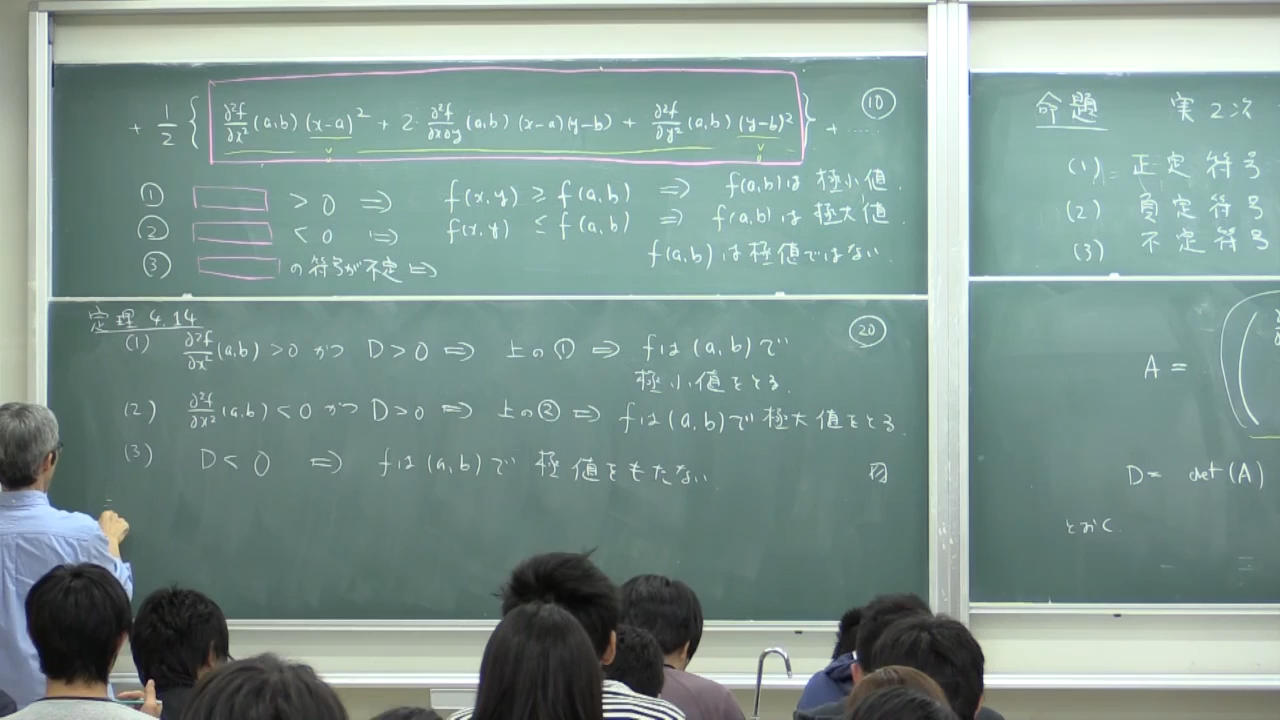 + 1/2 { ∂²f/∂x² (a,b) (x-a)² + 2・∂²f/∂x∂y (a,b) (x-a)(y-b) + ∂²f/∂y² (a,b) (y-b)² } + ..... ⑩
① > 0 ⇒ f(x,y) ≥ f(a,b) ⇒ f(a,b)は極小値.
② < 0 ⇒ f(x,y) ≤ f(a,b) ⇒ f(a,b)は極大値.
③ の符号が不定 ⇒ f(a,b)は極値ではない.
定理 4.14 ⑳
(1) ∂²f/∂x² (a,b) > 0 かつ D > 0 ⇒ 上の① ⇒ fは(a,b)で
極小値をとる.
(2) ∂²f/∂x² (a,b) < 0 かつ D > 0 ⇒ 上の② ⇒ fは(a,b)で極大値をとる.
(3) D < 0 ⇒ fは(a,b)で極値をもたない
命題 実2次
(1) 正定符号
(2) 負定符号
(3) 不定符号
A =
D = det(A)
とおく.